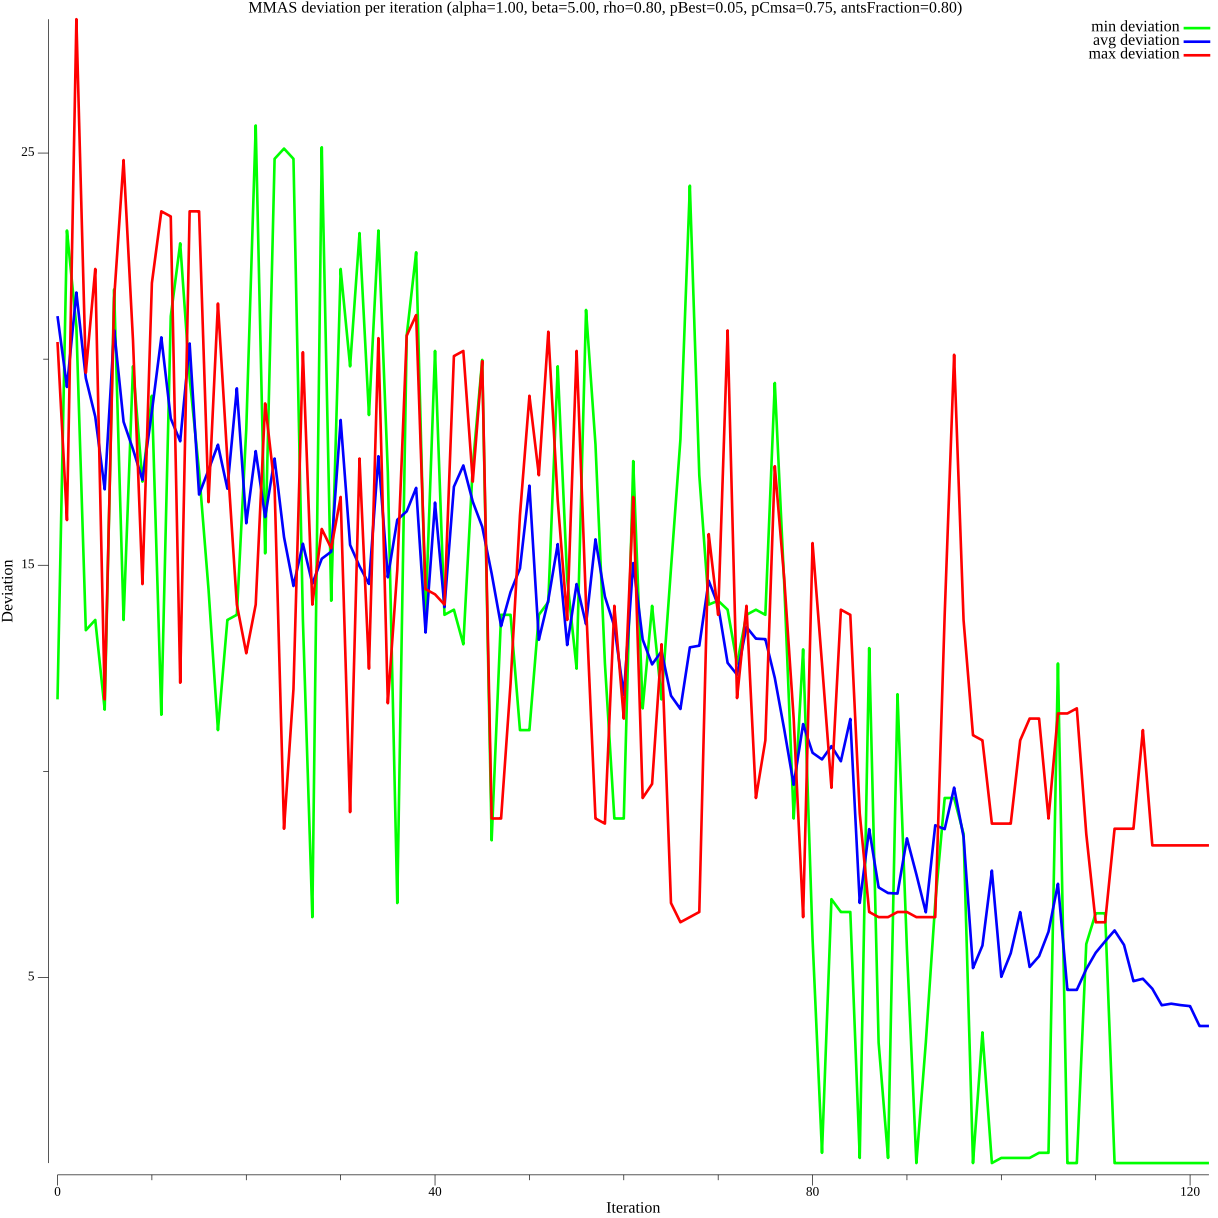 MMAS deviation per iteration (alpha=1.00, beta=5.00, rho=0.80, pBest=0.05, pCmsa=0.75, antsFraction=0.80)
min deviation
avg deviation
max deviation
25
15
5
Deviation
0
40
80
120
Iteration